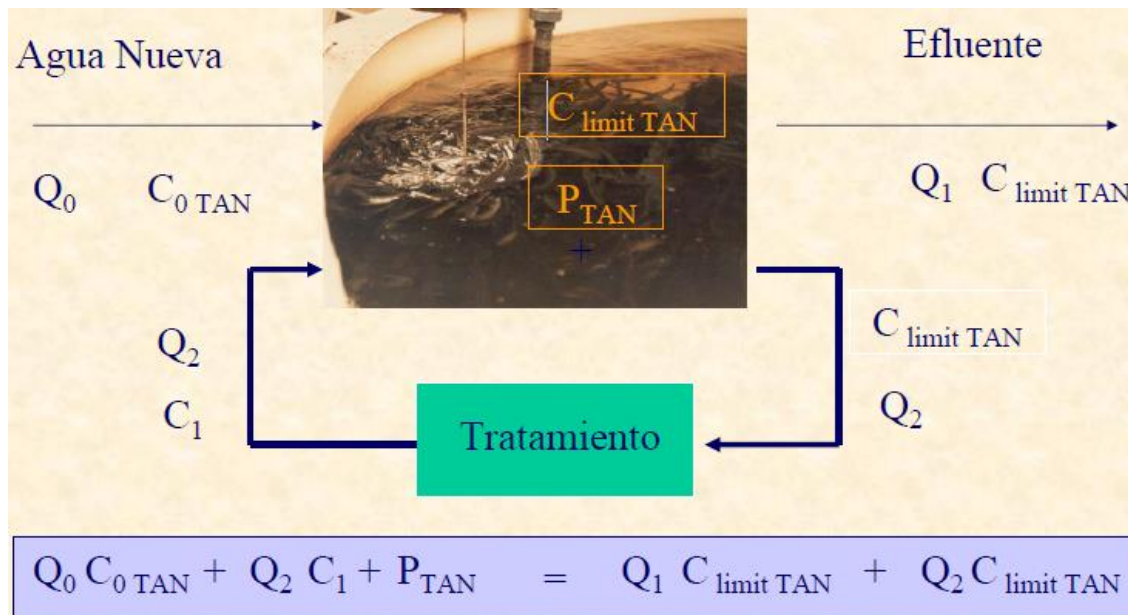 Agua Nueva
Efluente
C limit TAN
Q0 C0 TAN
P TAN
+
Q1 C limit TAN
Q2
C limit TAN
C1
Q2
Tratamiento
Q0 C0 TAN + Q2 C1 + P TAN = Q1 C limit TAN + Q2 C limit TAN